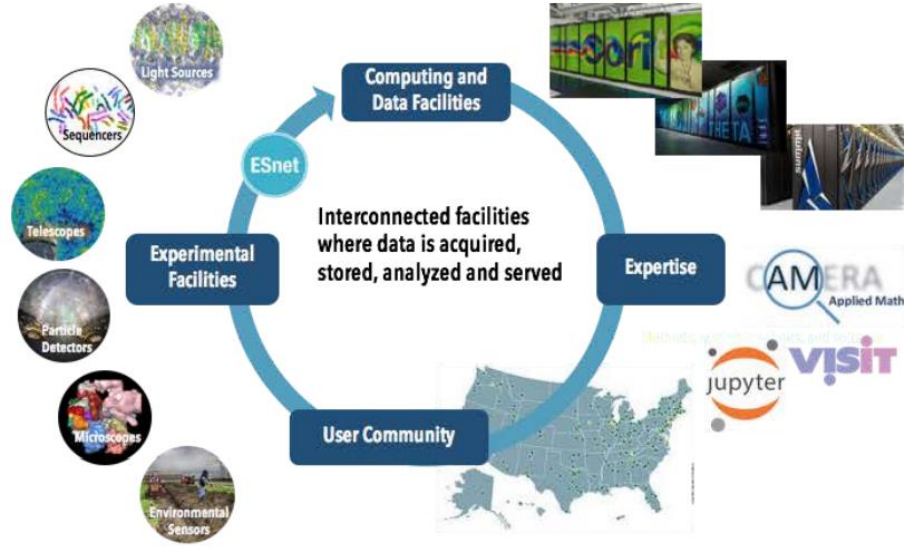 Light Sources
Sequencers
Telescopes
Particle
Detectors
Microscopes
Environmental
Sensors
ESnet
Computing and
Data Facilities
Interconnected facilities
where data is acquired,
stored, analyzed and served
Experimental
Facilities
Expertise
User Community
THETA
CAMERA
Applied Math
jupyter
VISIT